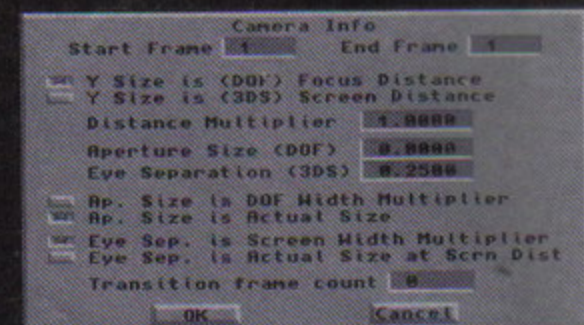 Camera Info
Start Frame 1 End Frame 1
Y Size is (DOF) Focus Distance
Y Size is (3DS) Screen Distance
Distance Multiplier 1.0000
Aperture Size (DOF) 0.0000
Eye Separation (3DS) 0.2500
Ap. Size is DOF Width Multiplier
Ap. Size is Actual Size
Eye Sep. is Screen Width Multiplier
Eye Sep. is Actual Size at Scrn Dist
Transition frame count 0
OK Cancel